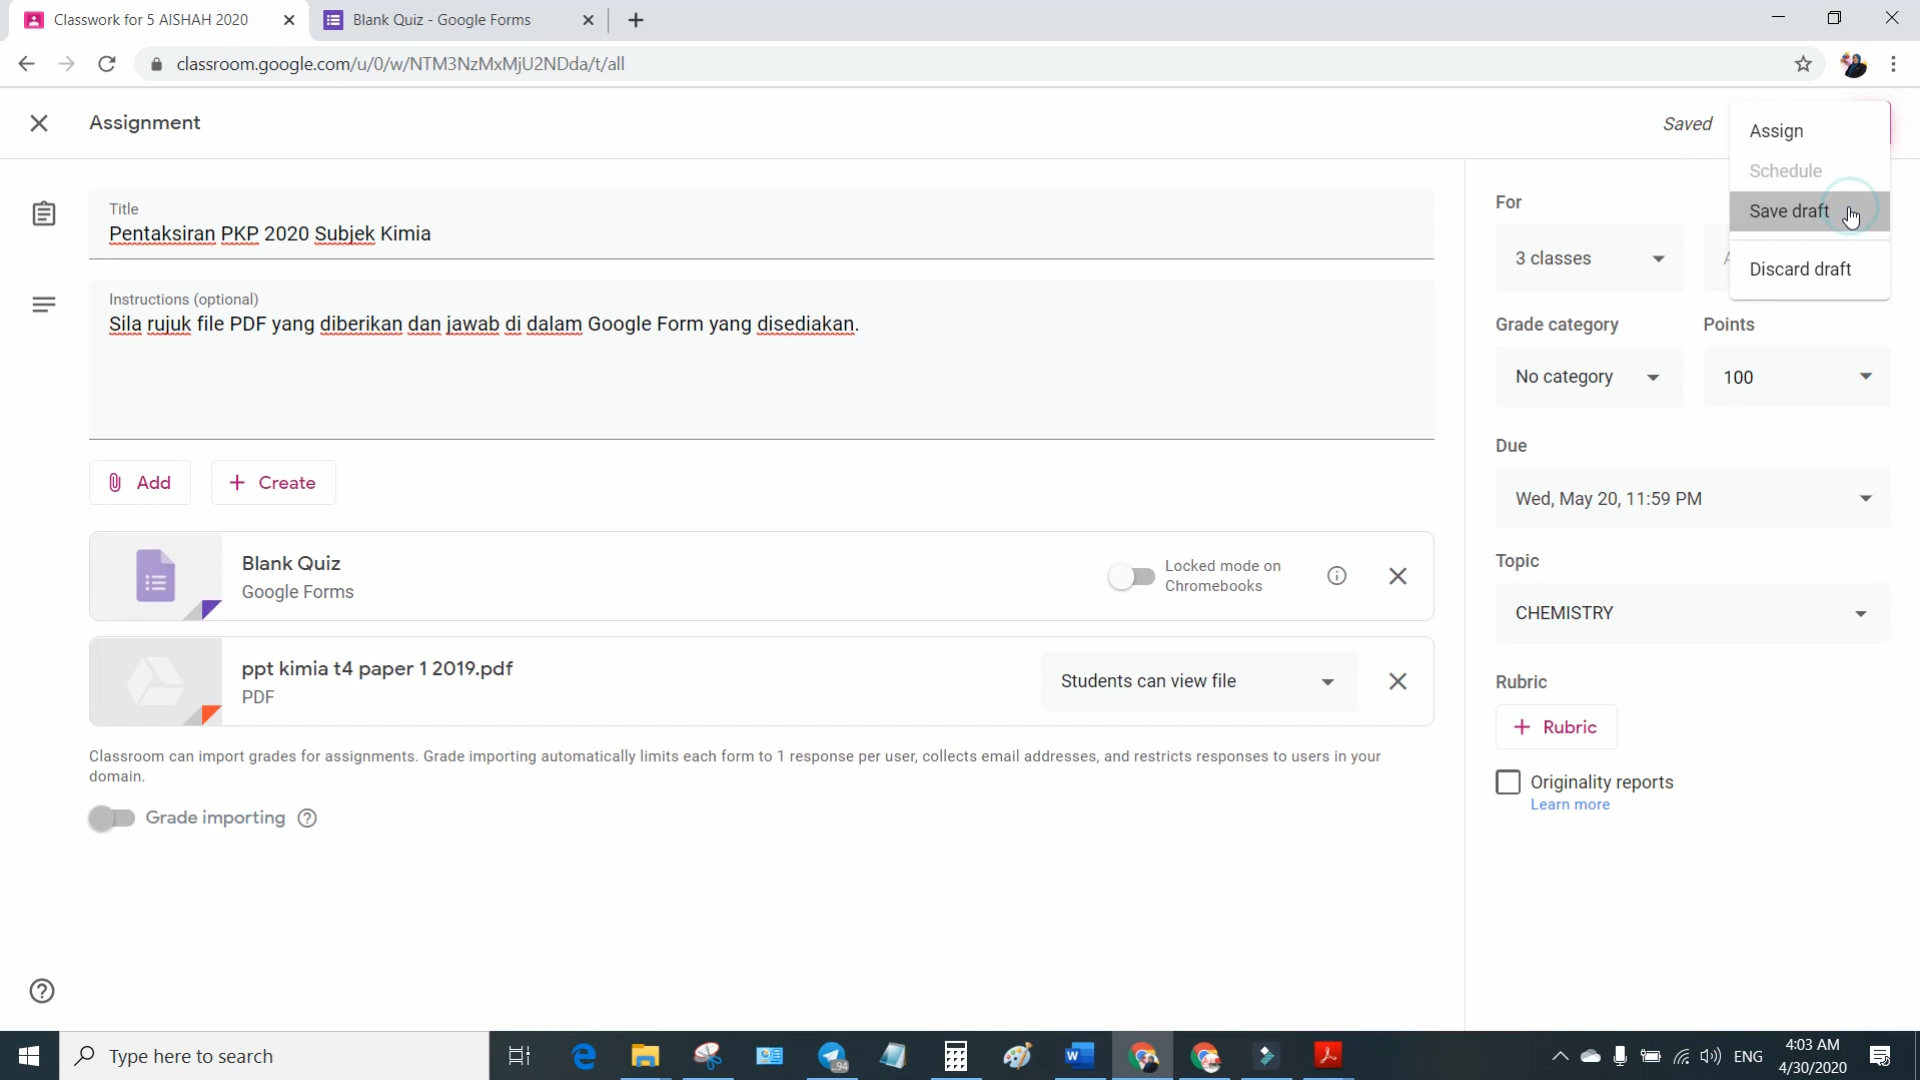 Classwork for 5 AISHAH 2020
Blank Quiz - Google Forms
classroom.google.com/u/0/w/NTM3NzMxMjU2NDda/t/all
Assignment
Saved
Assign
Schedule
Save draft
Discard draft
Title
Pentaksiran PKP 2020 Subjek Kimia
Instructions (optional)
Sila rujuk file PDF yang diberikan dan jawab di dalam Google Form yang disediakan.
Add
Create
Blank Quiz
Google Forms
Locked mode on
Chromebooks
ppt kimia t4 paper 1 2019.pdf
PDF
Students can view file
Classroom can import grades for assignments. Grade importing automatically limits each form to 1 response per user, collects email addresses, and restricts responses to users in your
domain.
Grade importing
For
3 classes
Grade category
Points
No category
100
Due
Wed, May 20, 11:59 PM
Topic
CHEMISTRY
Rubric
Rubric
Originality reports
Learn more
Type here to search
94
ENG
4:03 AM
4/30/2020